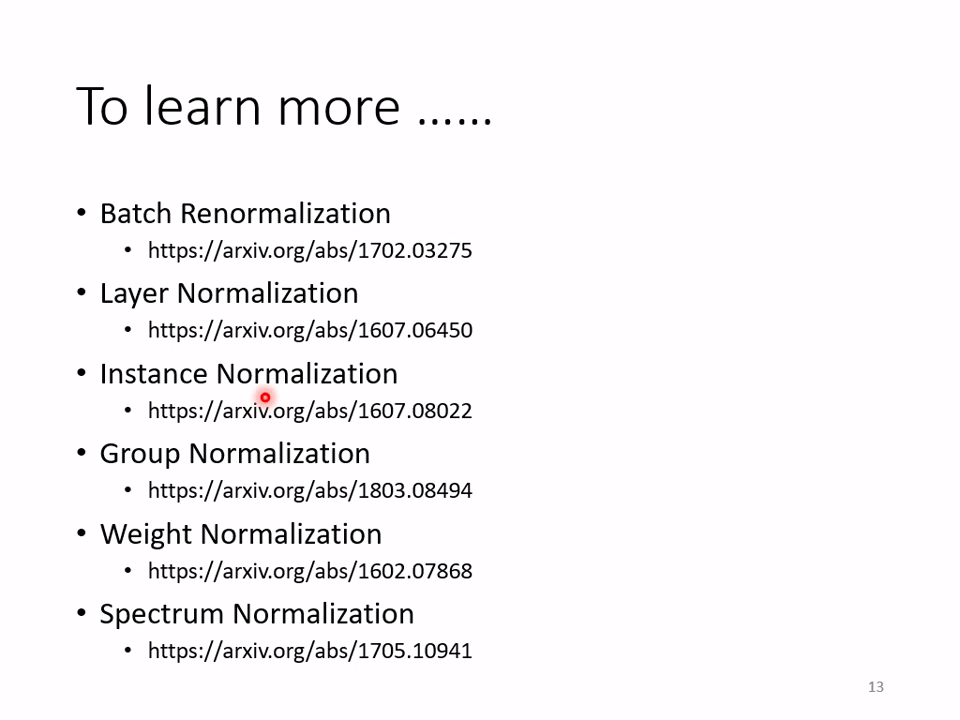 To learn more ……
• Batch Renormalization
• https://arxiv.org/abs/1702.03275
• Layer Normalization
• https://arxiv.org/abs/1607.06450
• Instance Normalization
• https://arxiv.org/abs/1607.08022
• Group Normalization
• https://arxiv.org/abs/1803.08494
• Weight Normalization
• https://arxiv.org/abs/1602.07868
• Spectrum Normalization
• https://arxiv.org/abs/1705.10941
13